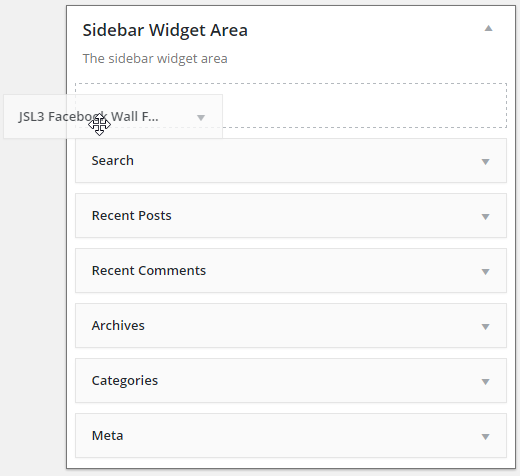 Sidebar Widget Area
The sidebar widget area
JSL3 Facebook Wall F...
Search
Recent Posts
Recent Comments
Archives
Categories
Meta